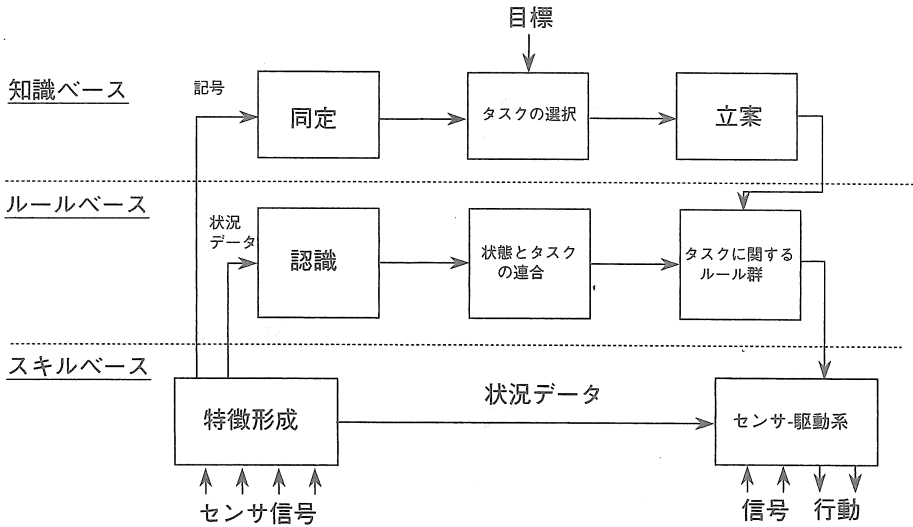 目標
知識ベース
記号
同定
タスクの選択
立案
ルールベース
状況
データ
認識
状態とタスク
の連合
タスクに関する
ルール群
スキルベース
特徴形成
状況データ
センサ-駆動系
センサ信号
信号
行動